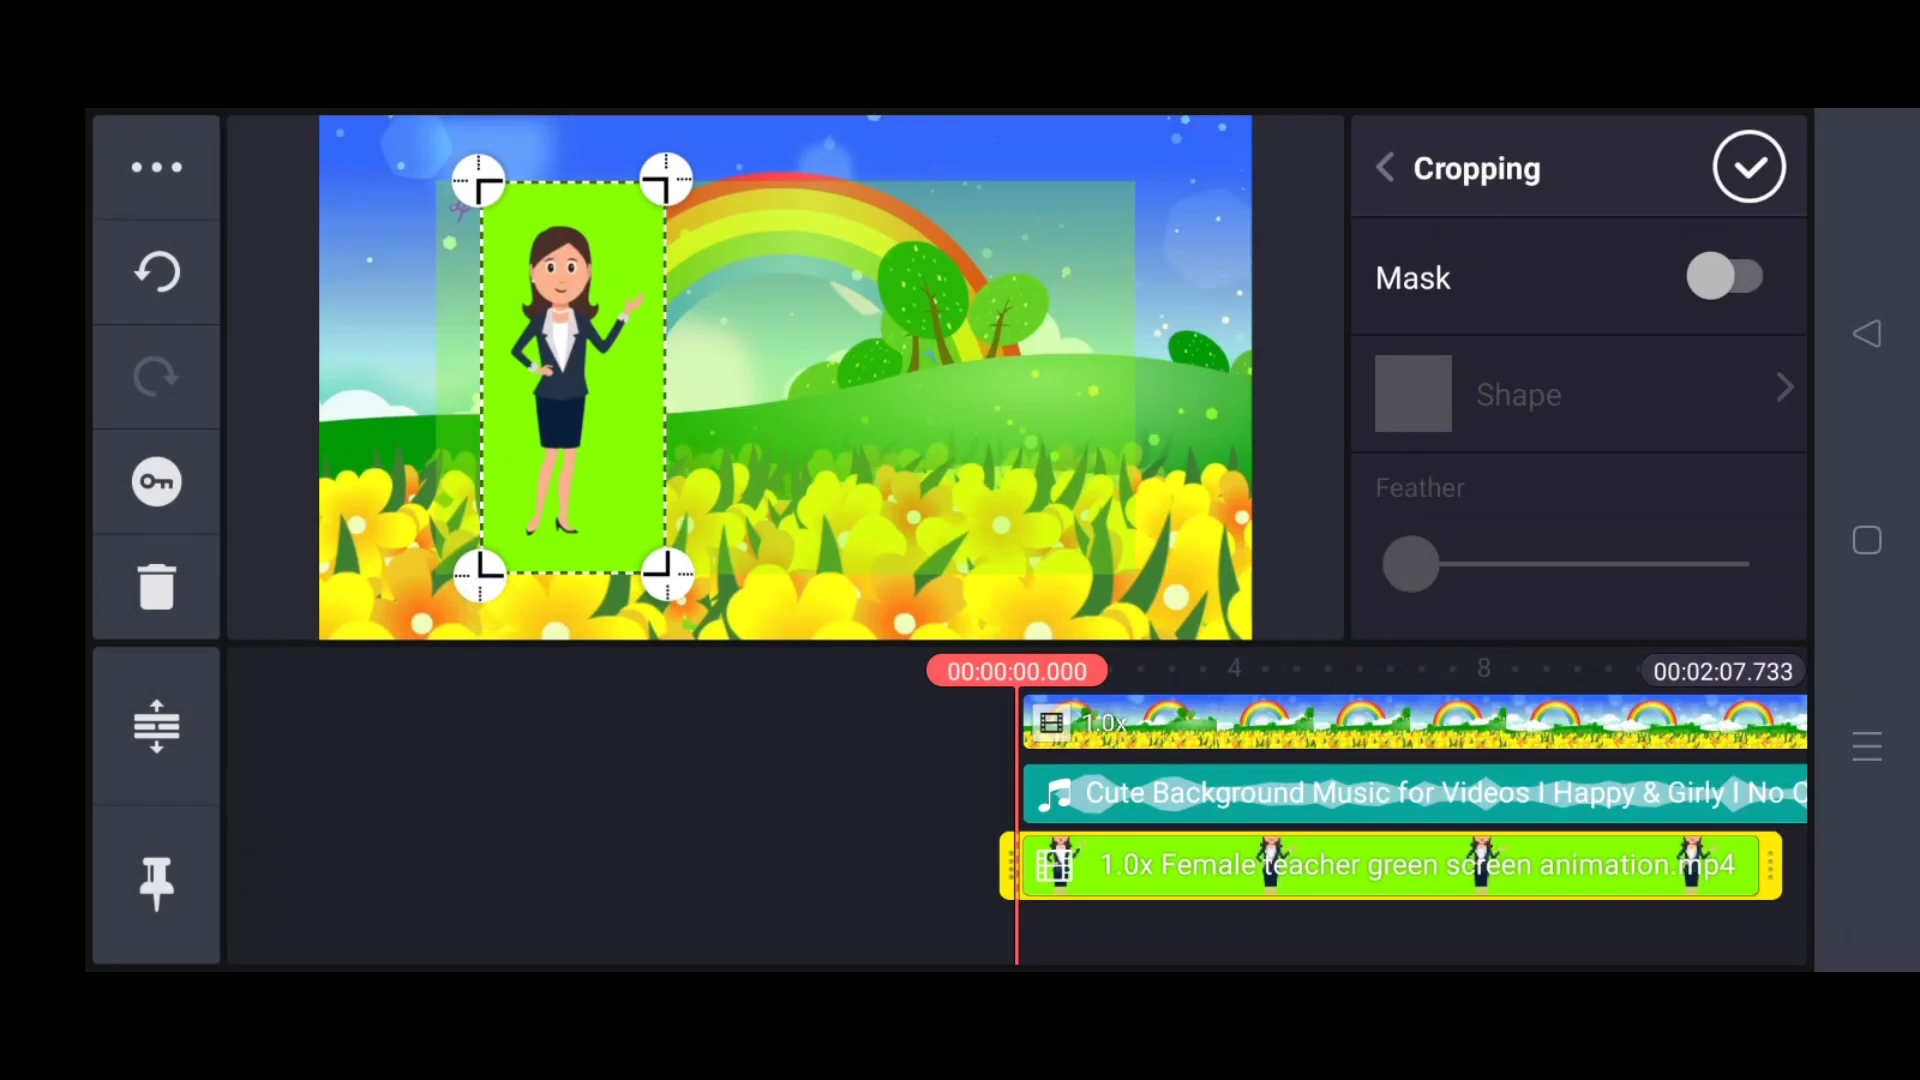 Cropping
Mask
Shape
Feather
00:00:00.000
4
8
00:02:07.733
1.0x
Cute Background Music for Videos I Happy & Girly I No C
1.0x Female teacher green screen animation.mp4